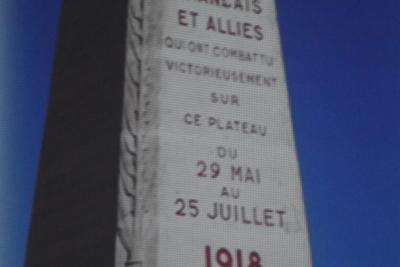 ET ALLIES
QUI ONT COMBATTU
VICTORIEUSEMENT
SUR
CE PLATEAU
DU
29 MAI
AU
25 JUILLET
1918